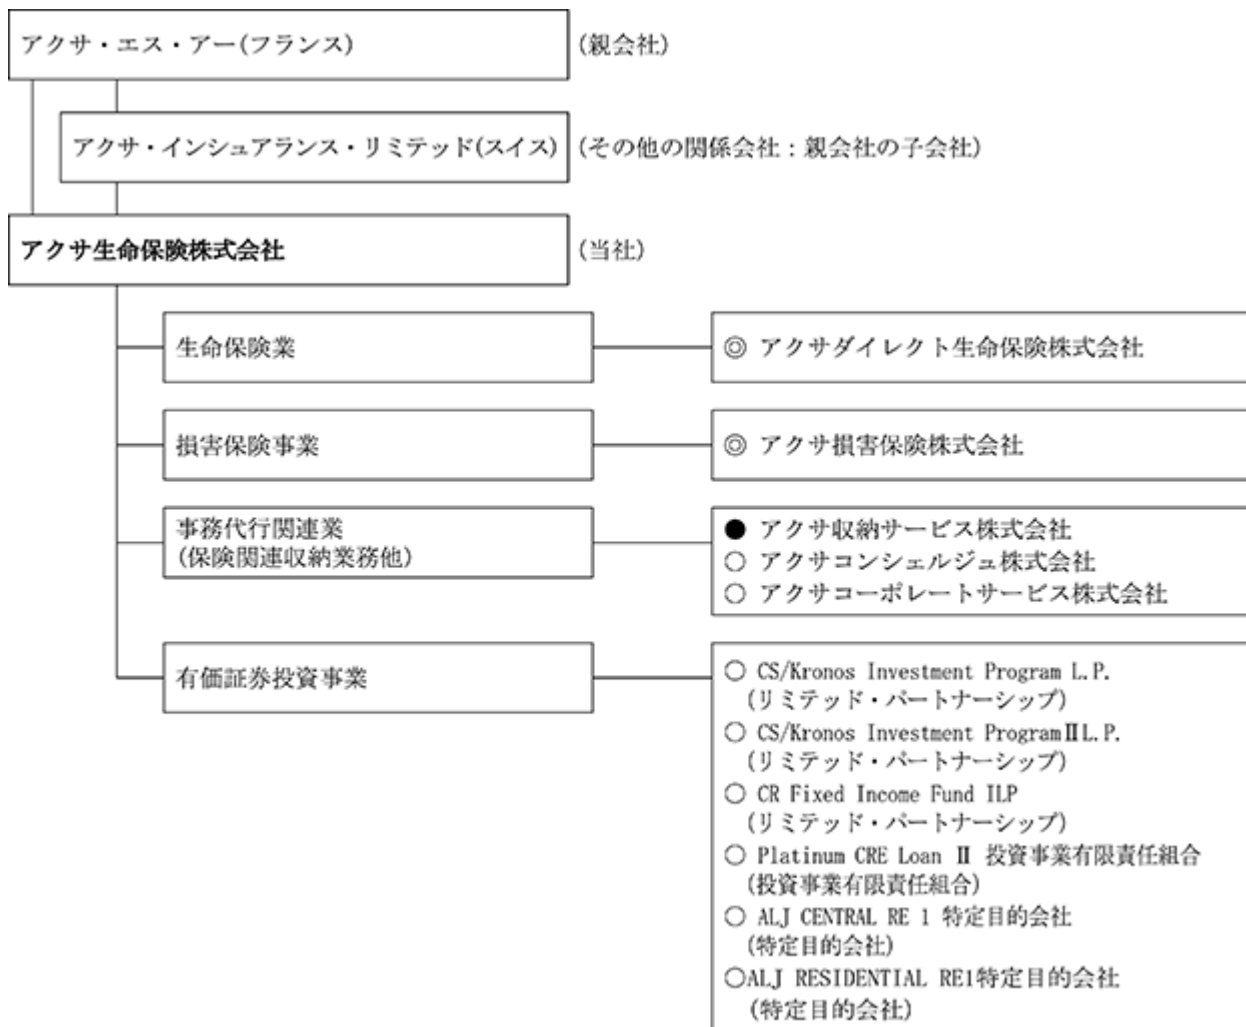 アクサ・エス・アー(フランス)
(親会社)
アクサ・インシュアランス・リミテッド(スイス)
(その他の関係会社：親会社の子会社)
アクサ生命保険株式会社
(当社)
生命保険業
◎ アクサダイレクト生命保険株式会社
損害保険事業
◎ アクサ損害保険株式会社
事務代行関連業
(保険関連収納業務他)
● アクサ収納サービス株式会社
○ アクサコンシェルジュ株式会社
○ アクサコーポレートサービス株式会社
有価証券投資事業
○ CS/Kronos Investment Program L.P.
(リミテッド・パートナーシップ)
○ CS/Kronos Investment ProgramⅡL.P.
(リミテッド・パートナーシップ)
○ CR Fixed Income Fund ILP
(リミテッド・パートナーシップ)
○ Platinum CRE Loan Ⅱ 投資事業有限責任組合
(投資事業有限責任組合)
○ ALJ CENTRAL RE 1 特定目的会社
(特定目的会社)
○ALJ RESIDENTIAL RE1特定目的会社
(特定目的会社)